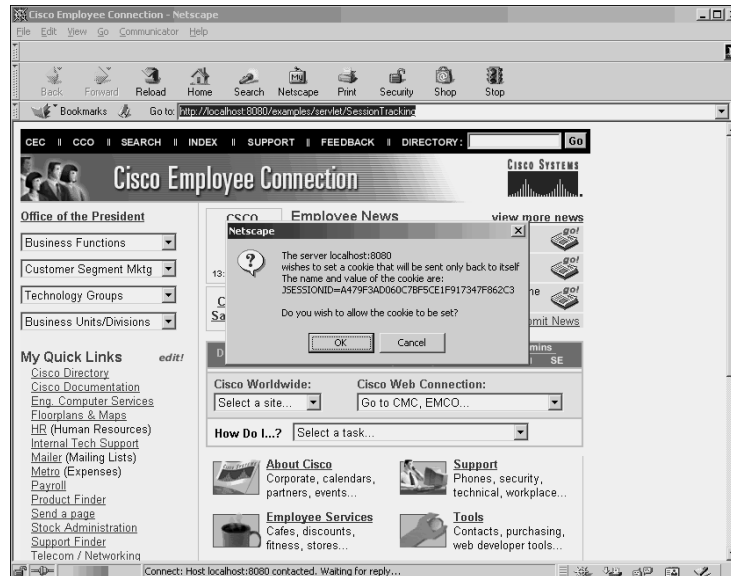 Cisco Employee Connection - Netscape
File Edit View Go Communicator Help
Back Forward Reload Home Search Netscape Print Security Shop Stop
Bookmarks Go to: http://localhost:8080/examples/servlet/SessionTracking
CEC || CCO || SEARCH || INDEX || SUPPORT || FEEDBACK || DIRECTORY: Go
Cisco Employee Connection
CISCO SYSTEMS
Office of the President
CSCO Employee News view more news
Business Functions
Customer Segment Mktg
Technology Groups
Business Units/Divisions
go!
go!
go!
13:
Netscape
The server localhost:8080
wishes to set a cookie that will be sent only back to itself
The name and value of the cookie are:
JSESSIONID=A479F3AD060C7BF5CE1F917347F862C3
Do you wish to allow the cookie to be set?
OK Cancel
mins
SE
My Quick Links edit!
Cisco Directory
Cisco Documentation
Eng. Computer Services
Floorplans & Maps
HR (Human Resources)
Internal Tech Support
Mailer (Mailing Lists)
Metro (Expenses)
Payroll
Product Finder
Send a page
Stock Administration
Support Finder
Telecom / Networking
Cisco Worldwide: Cisco Web Connection:
Select a site... Go to CMC, EMCO...
How Do I...? Select a task...
About Cisco
Corporate, calendars,
partners, events...
Support
Phones, security,
technical, workplace...
Employee Services
Cafes, discounts,
fitness, stores...
Tools
Contacts, purchasing,
web developer tools...
Connect: Host localhost:8080 contacted. Waiting for reply...